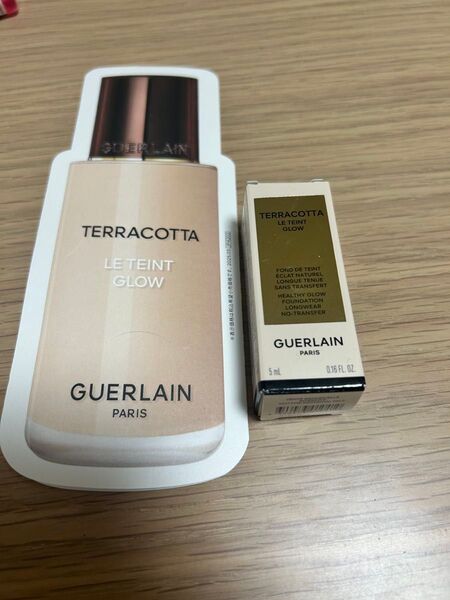 GUERLAIN
TERRACOTTA
LE TEINT
GLOW
GUERLAIN
PARIS
TERRACOTTA
LE TEINT
GLOW
FOND DE TEINT
ÉCLAT NATUREL
LONGUE TENUE
SANS TRANSFERT
HEALTHY GLOW
FOUNDATION
LONGWEAR
NO-TRANSFER
GUERLAIN
PARIS
5 mL 0.16 FL. OZ.